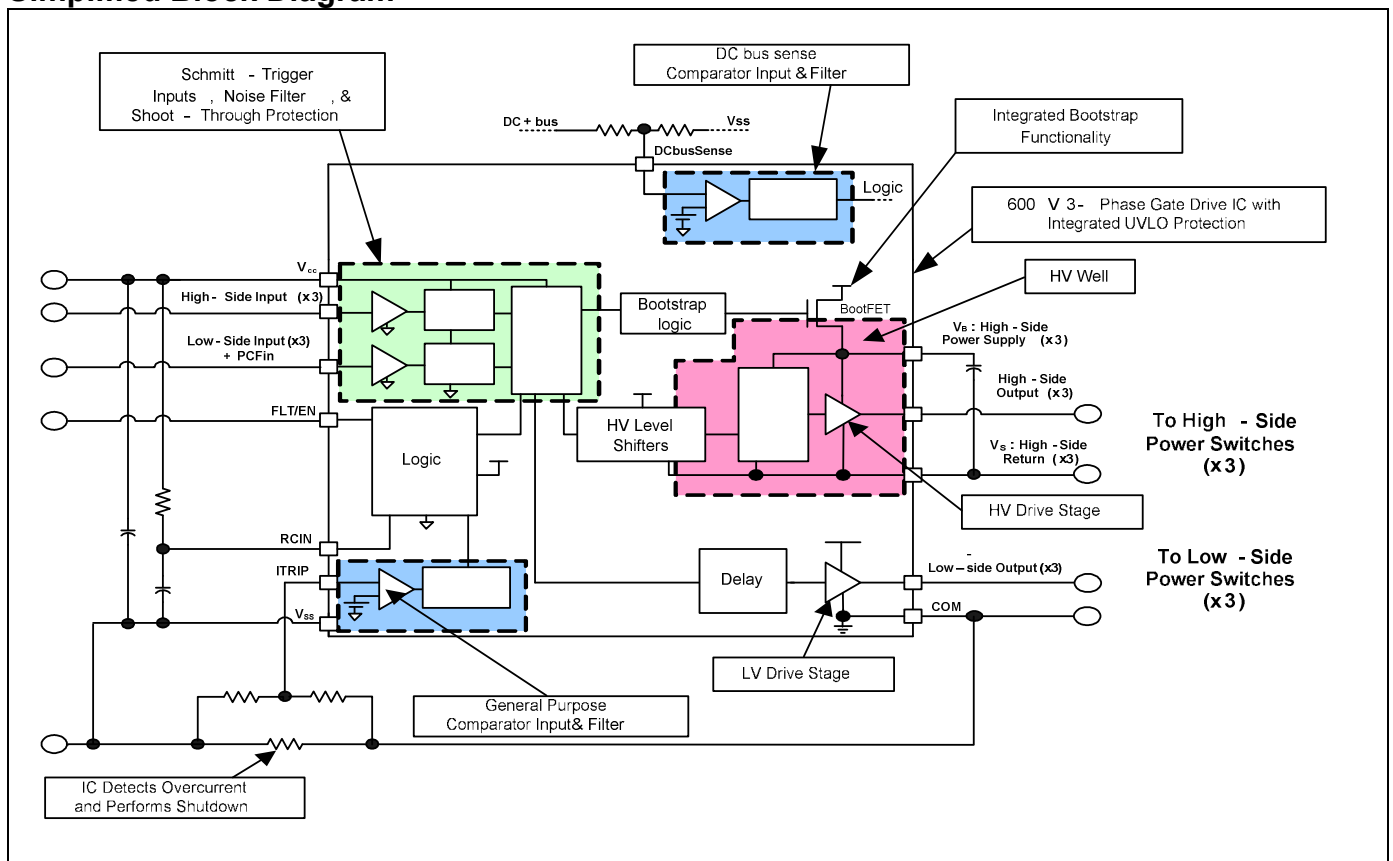 Simplified Block Diagram
DC bus sense
Comparator Input & Filter
Schmitt - Trigger
Inputs , Noise Filter , &
Shoot - Through Protection
DC + bus
Vss
DCbusSense
Integrated Bootstrap
Functionality
Logic
600 V 3- Phase Gate Drive IC with
Integrated UVLO Protection
Vcc
High- Side Input (x3)
Low-Side Input(x3)
+ PCFin
FLT/EN
Bootstrap
logic
BootFET
HV Well
VB : High-Side
Power Supply (x3)
High-Side
Output (x3)
VS : High-Side
Return (x3)
To High - Side
Power Switches
(x3)
HV Level
Shifters
Logic
HV Drive Stage
RCIN
ITRIP
VSS
Delay
-
Low-side Output(x3)
COM
To Low - Side
Power Switches
(x3)
LV Drive Stage
General Purpose
Comparator Input& Filter
IC Detects Overcurrent
and Performs Shutdown